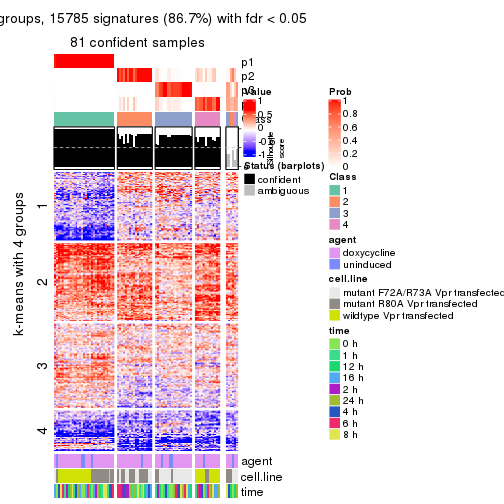 groups, 15785 signatures (86.7%) with fdr < 0.05
81 confident samples
p1
p2
value
1
0.5
0
-0.5
-1
silhouette
score
Prob
1
0.8
0.6
0.4
0.2
0
Status (barplots)
confident
ambiguous
Class
1
2
3
4
agent
doxycycline
uninduced
cell.line
mutant F72A/R73A Vpr transfected
mutant R80A Vpr transfected
wildtype Vpr transfected
time
0 h
1 h
12 h
16 h
2 h
24 h
4 h
6 h
8 h
k-means with 4 groups
1
2
3
4
agent
cell.line
time